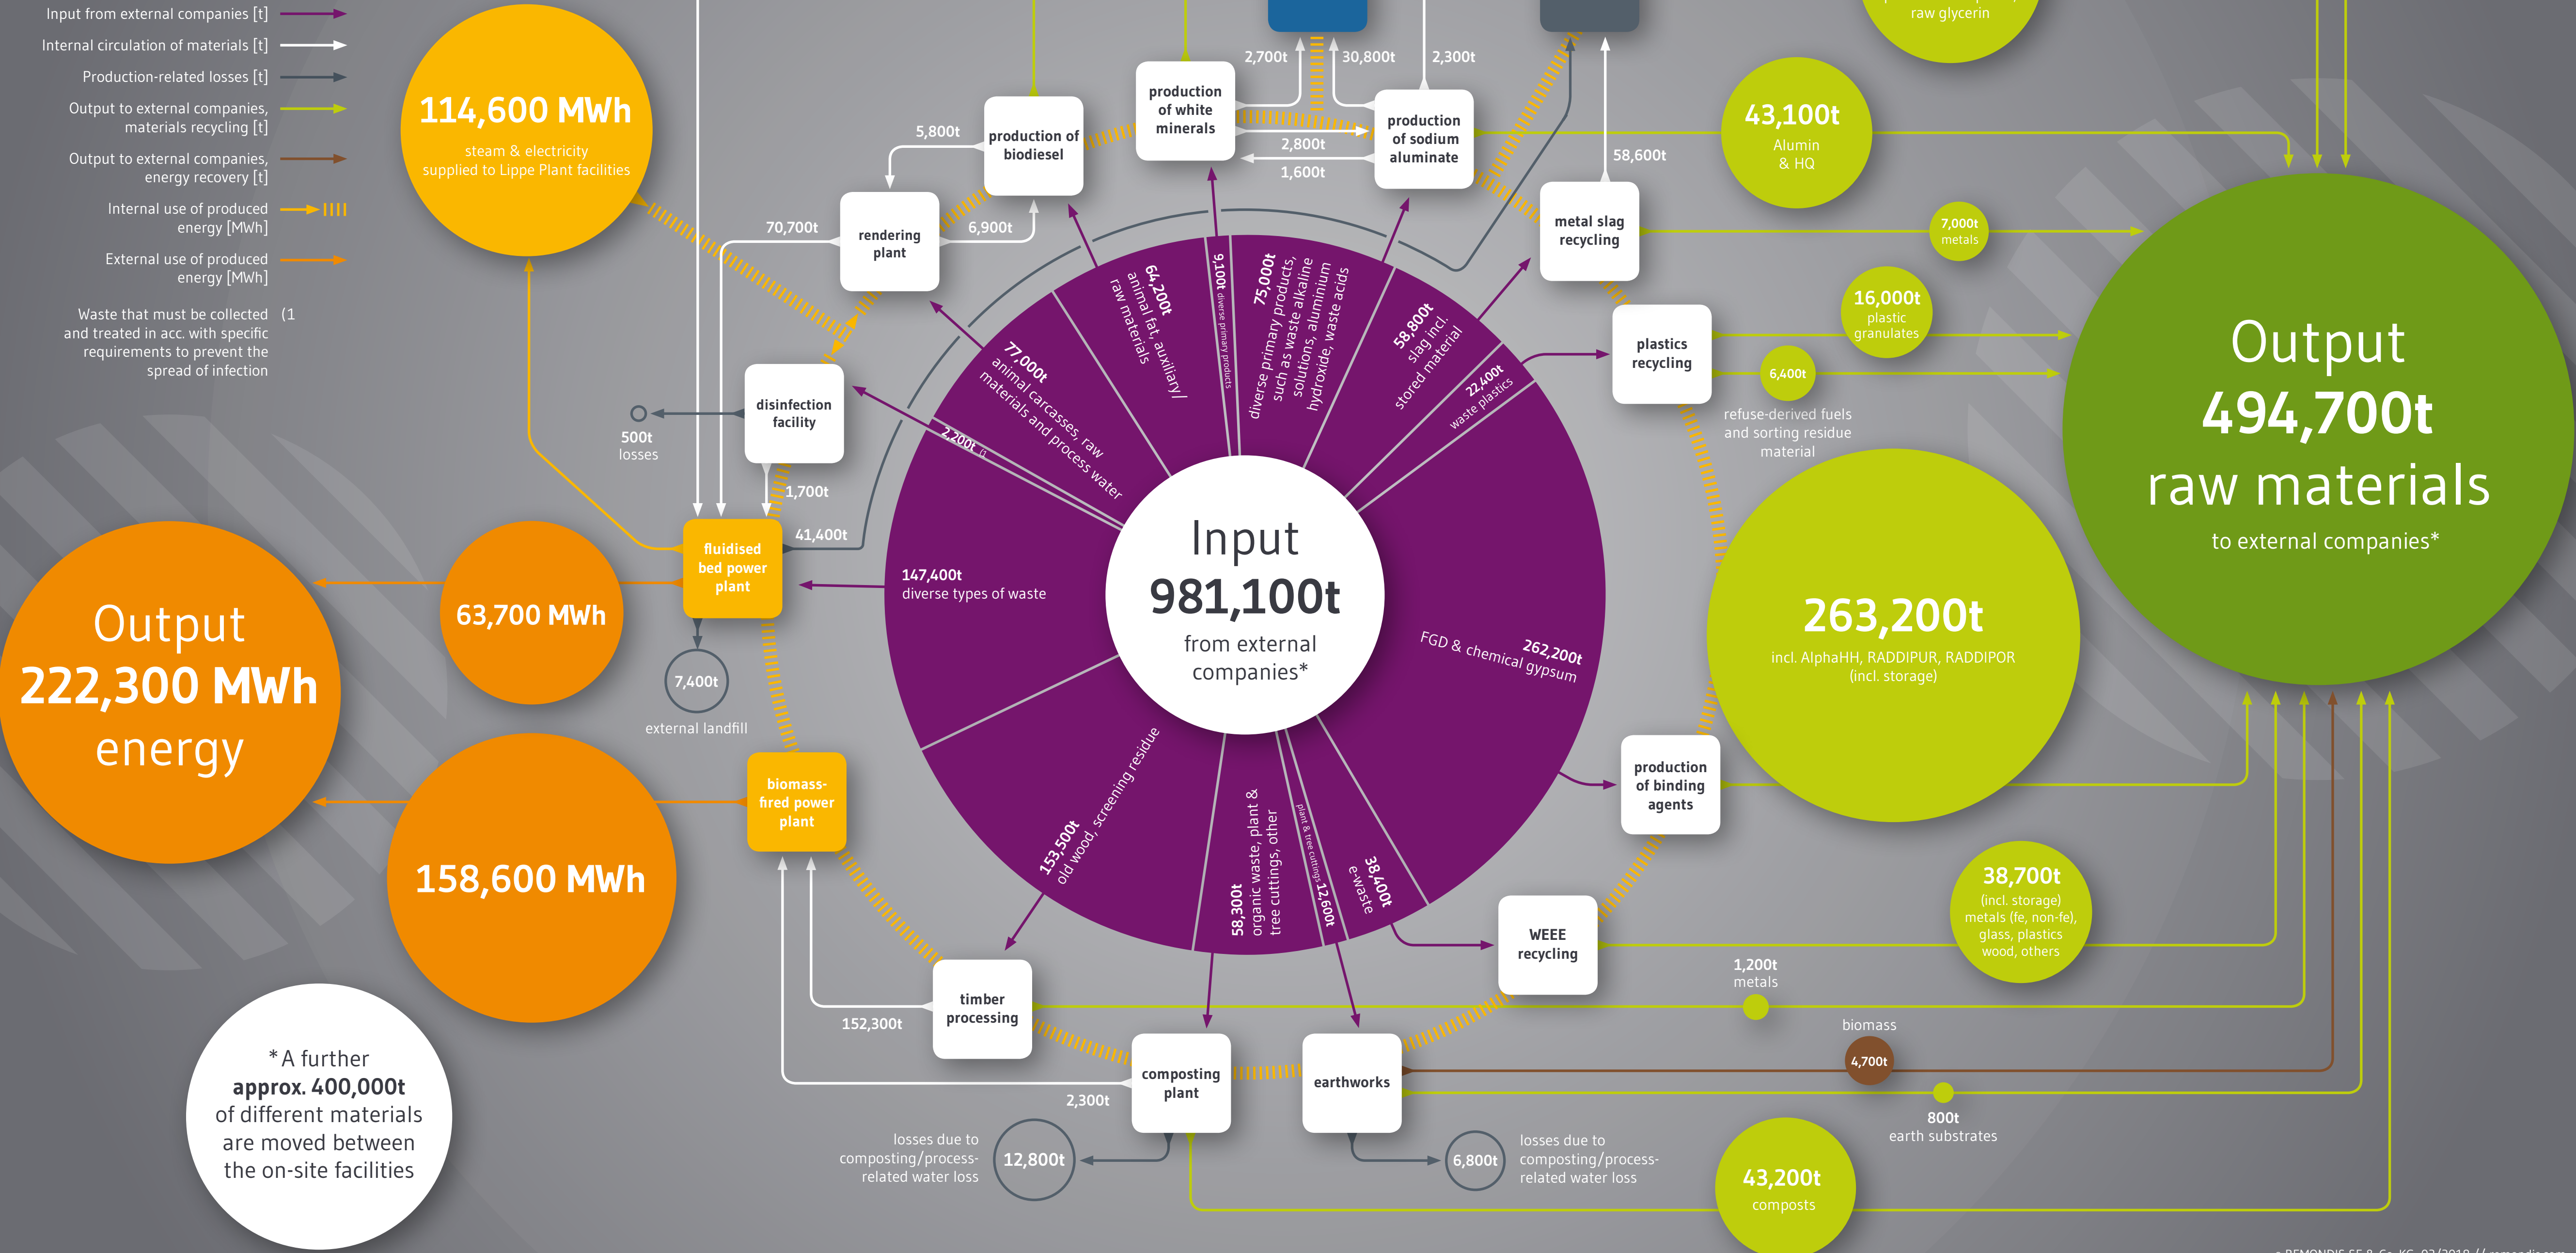 Input from external companies [t]
Internal circulation of materials [t]
Production-related losses [t]
Output to external companies,
materials recycling [t]
Output to external companies,
energy recovery [t]
Internal use of produced
energy [MWh]
External use of produced
energy [MWh]
Waste that must be collected (1
and treated in acc. with specific
requirements to prevent the
spread of infection
114,600 MWh
steam & electricity
supplied to Lippe Plant facilities
raw glycerin
2,700t
30,800t
2,300t
production
of white
minerals
production
of sodium
aluminate
2,800t
1,600t
production of
biodiesel
5,800t
6,900t
rendering
plant
70,700t
58,600t
metal slag
recycling
43,100t
Alumin
& HQ
7,000t
metals
plastics
recycling
16,000t
plastic
granulates
6,400t
refuse-derived fuels
and sorting residue
material
Output
494,700t
raw materials
to external companies*
disinfection
facility
500t
losses
1,700t
41,400t
fluidised
bed power
plant
7,400t
external landfill
63,700 MWh
Output
222,300 MWh
energy
158,600 MWh
biomass-
fired power
plant
Input
981,100t
from external
companies*
9,100t diverse primary products
75,000t
diverse primary products,
such as waste alkaline
solutions, aluminium
hydroxide, waste acids
58,800t
slag incl.
stored material
22,400t
waste plastics
262,200t
FGD & chemical gypsum
38,400t
e-waste
plant & tree cuttings 12,600t
58,300t
organic waste, plant &
tree cuttings, other
153,500t
old wood, screening residue
147,400t
diverse types of waste
2,200t (1
77,000t
animal carcasses, raw
materials and process water
64,200t
animal fat, auxiliary/
raw materials
263,200t
incl. AlphaHH, RADDIPUR, RADDIPOR
(incl. storage)
production
of binding
agents
38,700t
(incl. storage)
metals (fe, non-fe),
glass, plastics
wood, others
WEEE
recycling
1,200t
metals
timber
processing
152,300t
biomass
4,700t
composting
plant
2,300t
earthworks
800t
earth substrates
losses due to
composting/process-
related water loss
12,800t
6,800t
losses due to
composting/process-
related water loss
43,200t
composts
* A further
approx. 400,000t
of different materials
are moved between
the on-site facilities